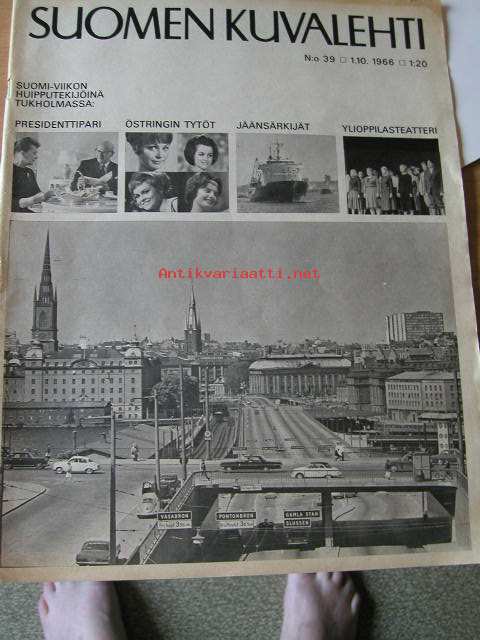 SUOMEN KUVALEHTI
N:o 39 □ 1.10. 1966 □ 1:20
SUOMI-VIIKON
HUIPPUTEKIJÖINÄ
TUKHOLMASSA:
PRESIDENTTIPARI
ÖSTRINGIN TYTÖT
JÄÄNSÄRKIJÄT
YLIOPPILASTEATTERI
Antikvariaatti.net
VASABRON
PONTONBRON
GAMLA STAN
SLUSSEN